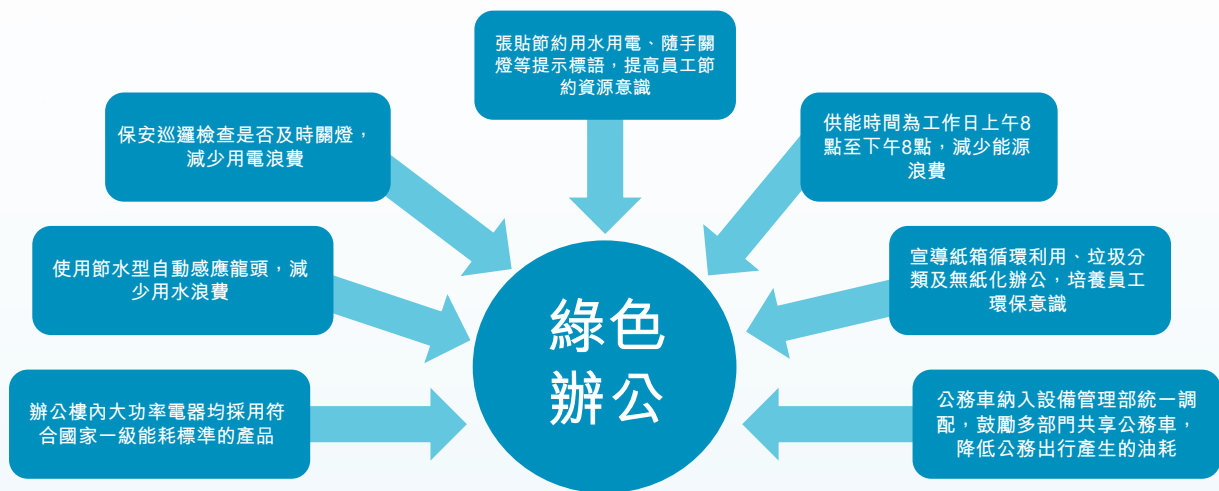 張貼節約用水用電、隨手關
燈等提示標語，提高員工節
約資源意識
保安巡邏檢查是否及時關燈，
減少用電浪費
供能時間為工作日上午8
點至下午8點，減少能源
浪費
使用節水型自動感應龍頭，減
少用水浪費
宣導紙箱循環利用、垃圾分
類及無紙化辦公，培養員工
環保意識
綠色
辦公
辦公樓內大功率電器均採用符
合國家一級能耗標準的產品
公務車納入設備管理部統一調
配，鼓勵多部門共享公務車，
降低公務出行產生的油耗